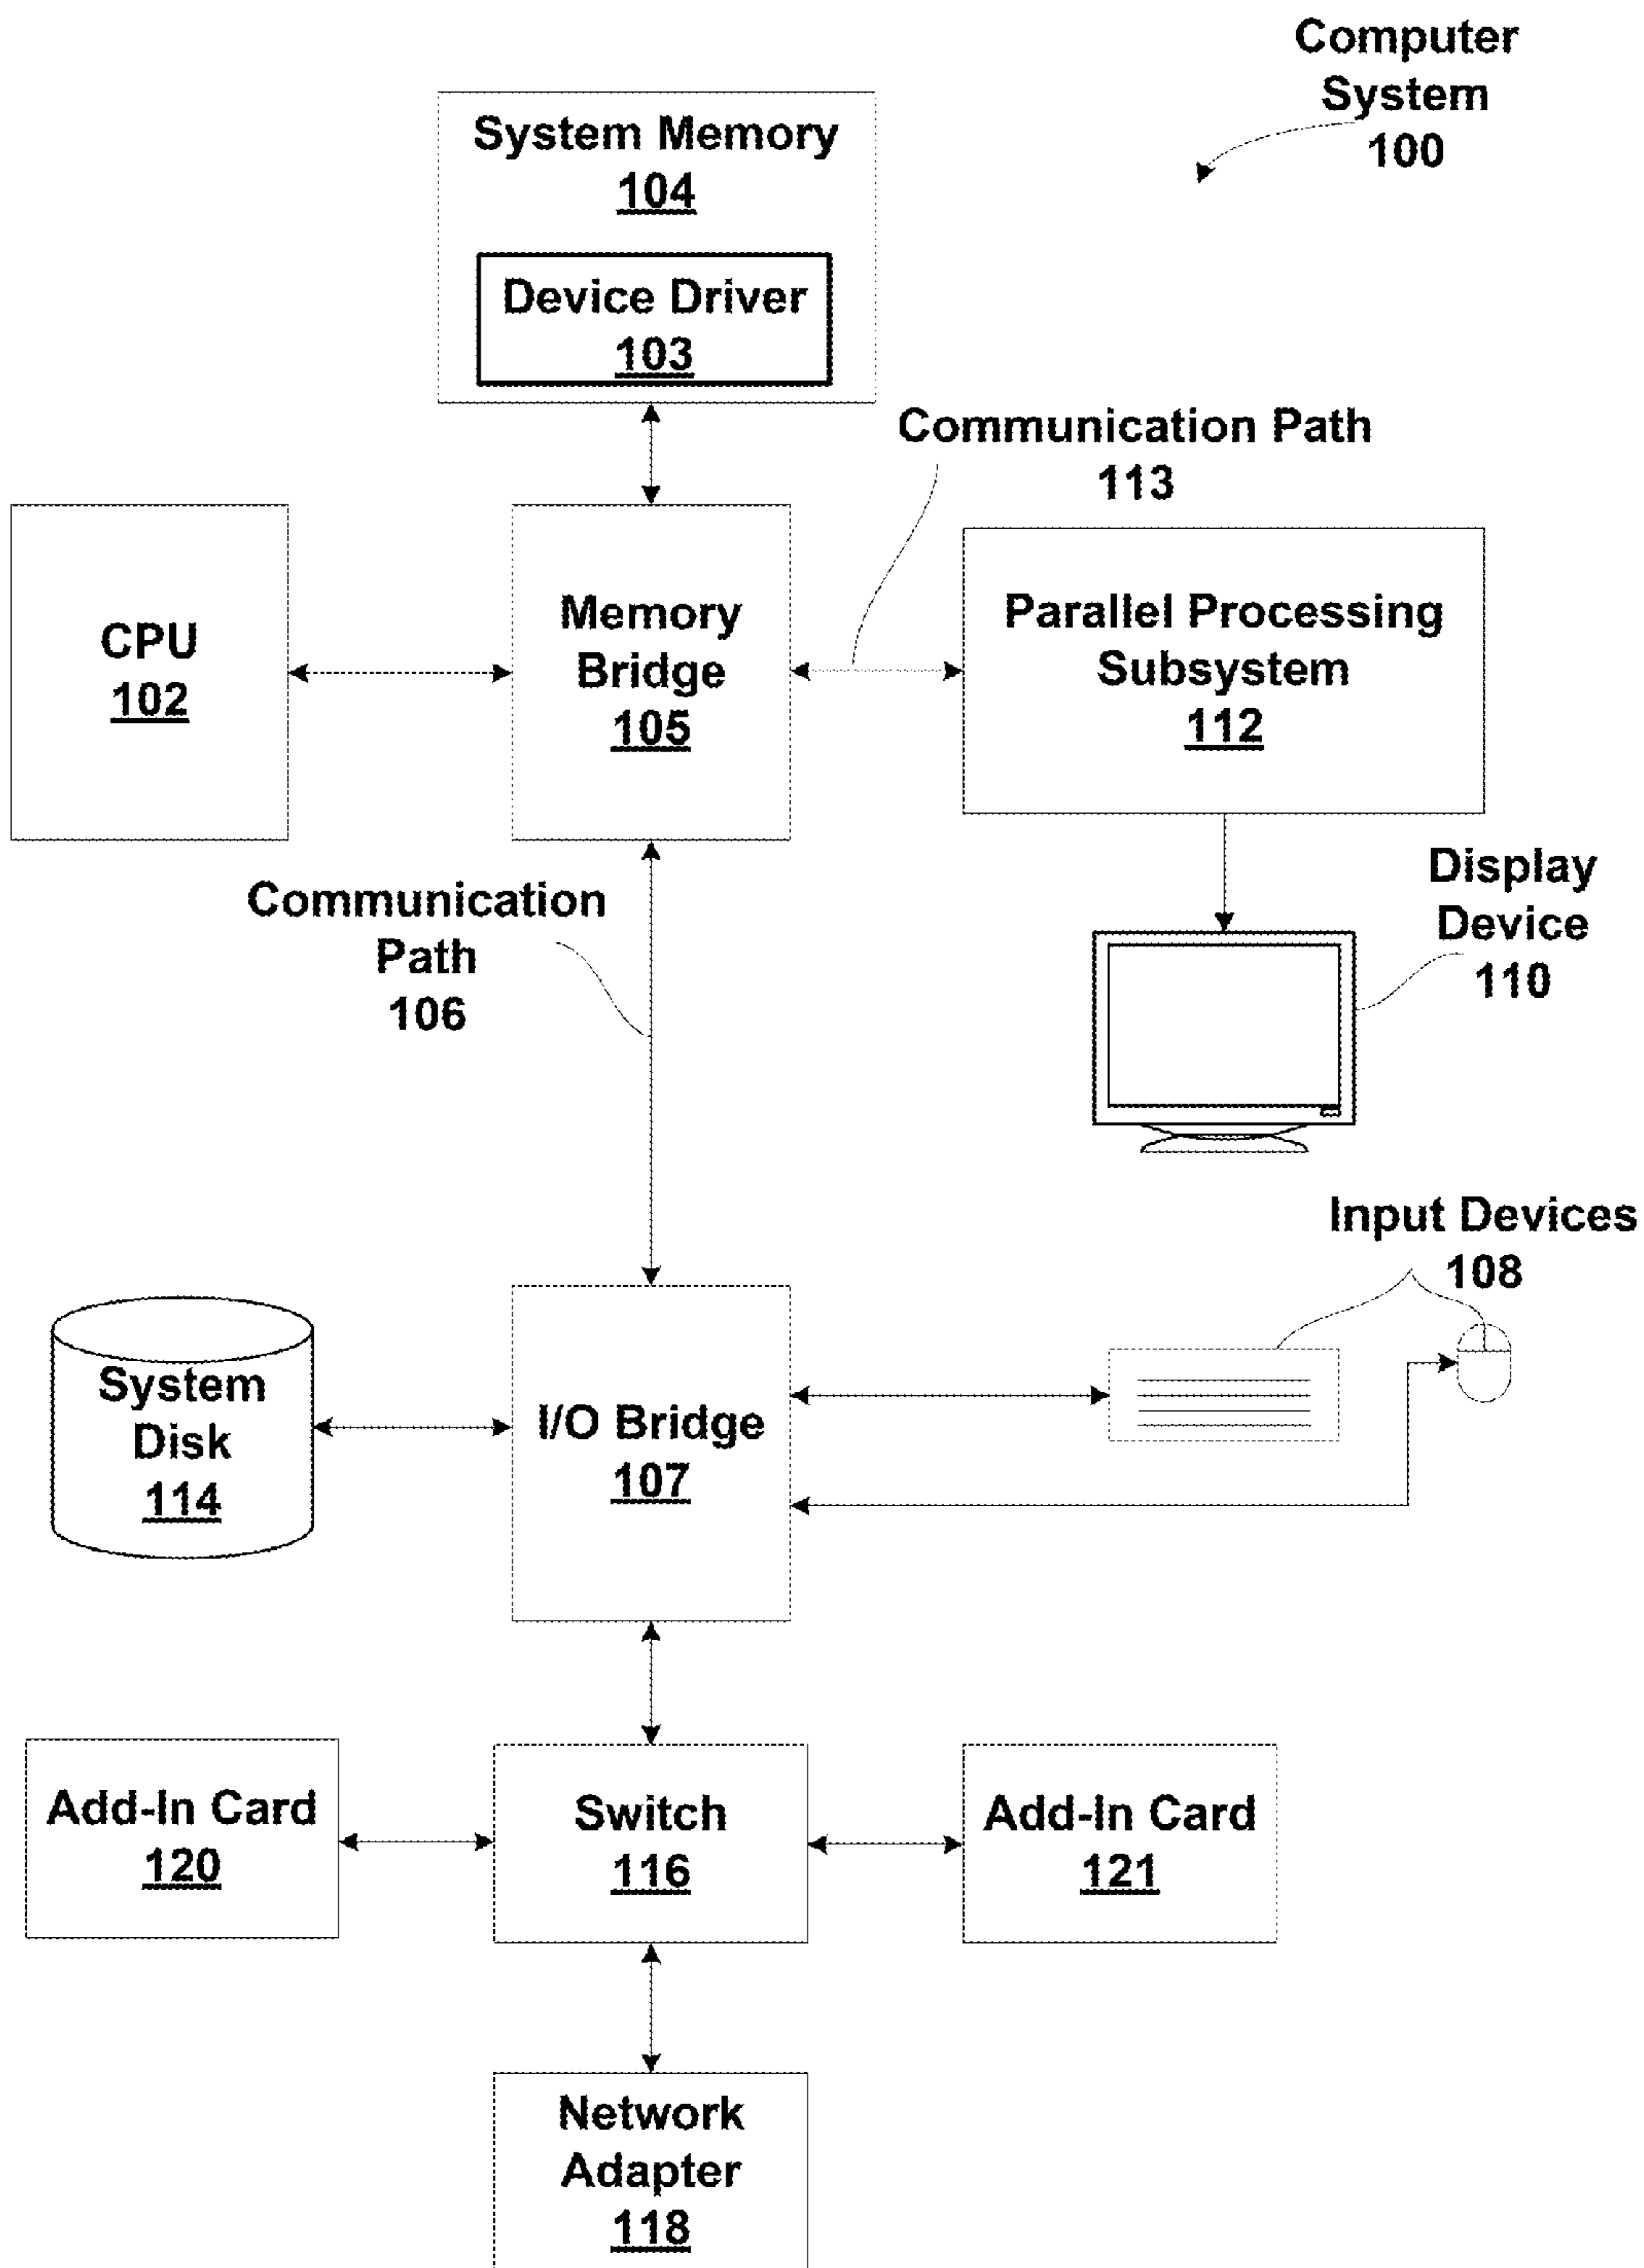 Computer
System
100
System Memory
104
Device Driver
103
Communication Path
113
CPU
102
Memory
Bridge
105
Parallel Processing
Subsystem
112
Communication
Path
106
Display
Device
110
Input Devices
108
System
Disk
114
I/O Bridge
107
Add-In Card
120
Switch
116
Add-In Card
121
Network
Adapter
118